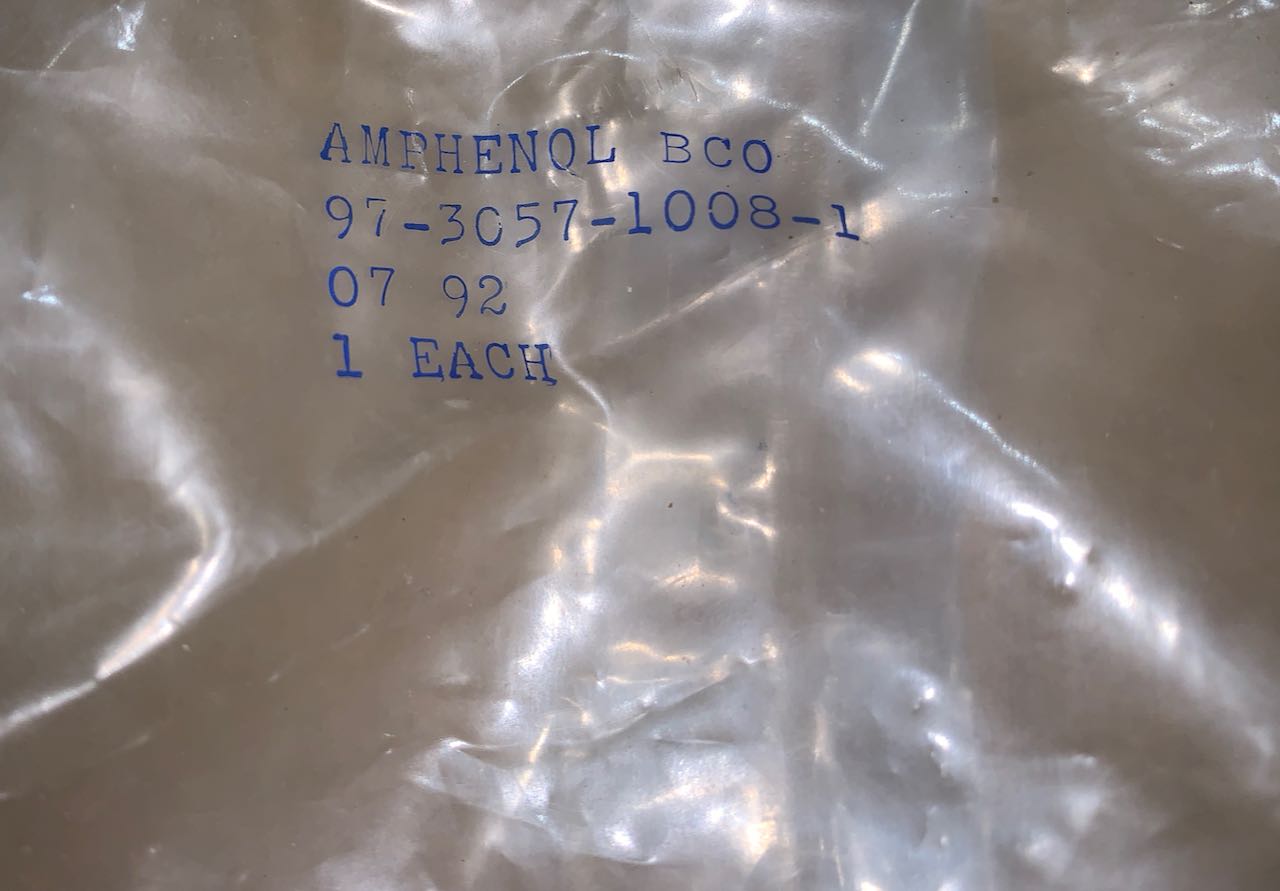 AMPHENOL BCO
97-3057-1008-1
07 92
1 EACH